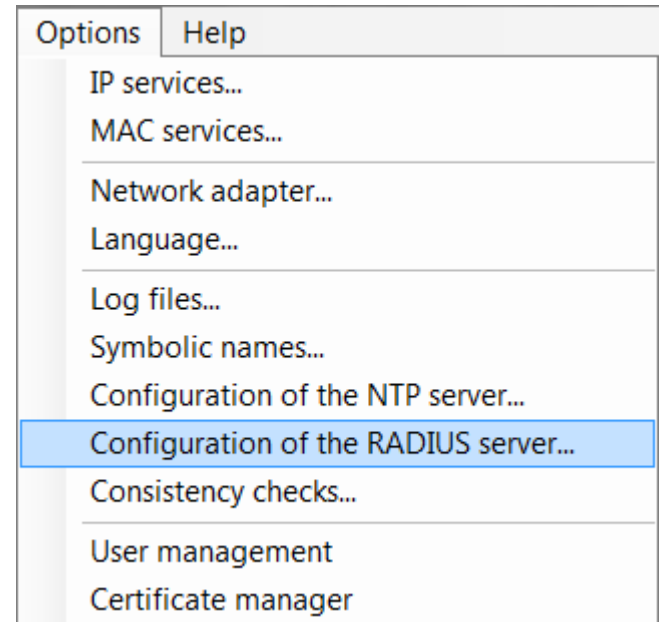 Options Help
IP services...
MAC services...
Network adapter...
Language...
Log files...
Symbolic names...
Configuration of the NTP server...
Configuration of the RADIUS server...
Consistency checks...
User management
Certificate manager